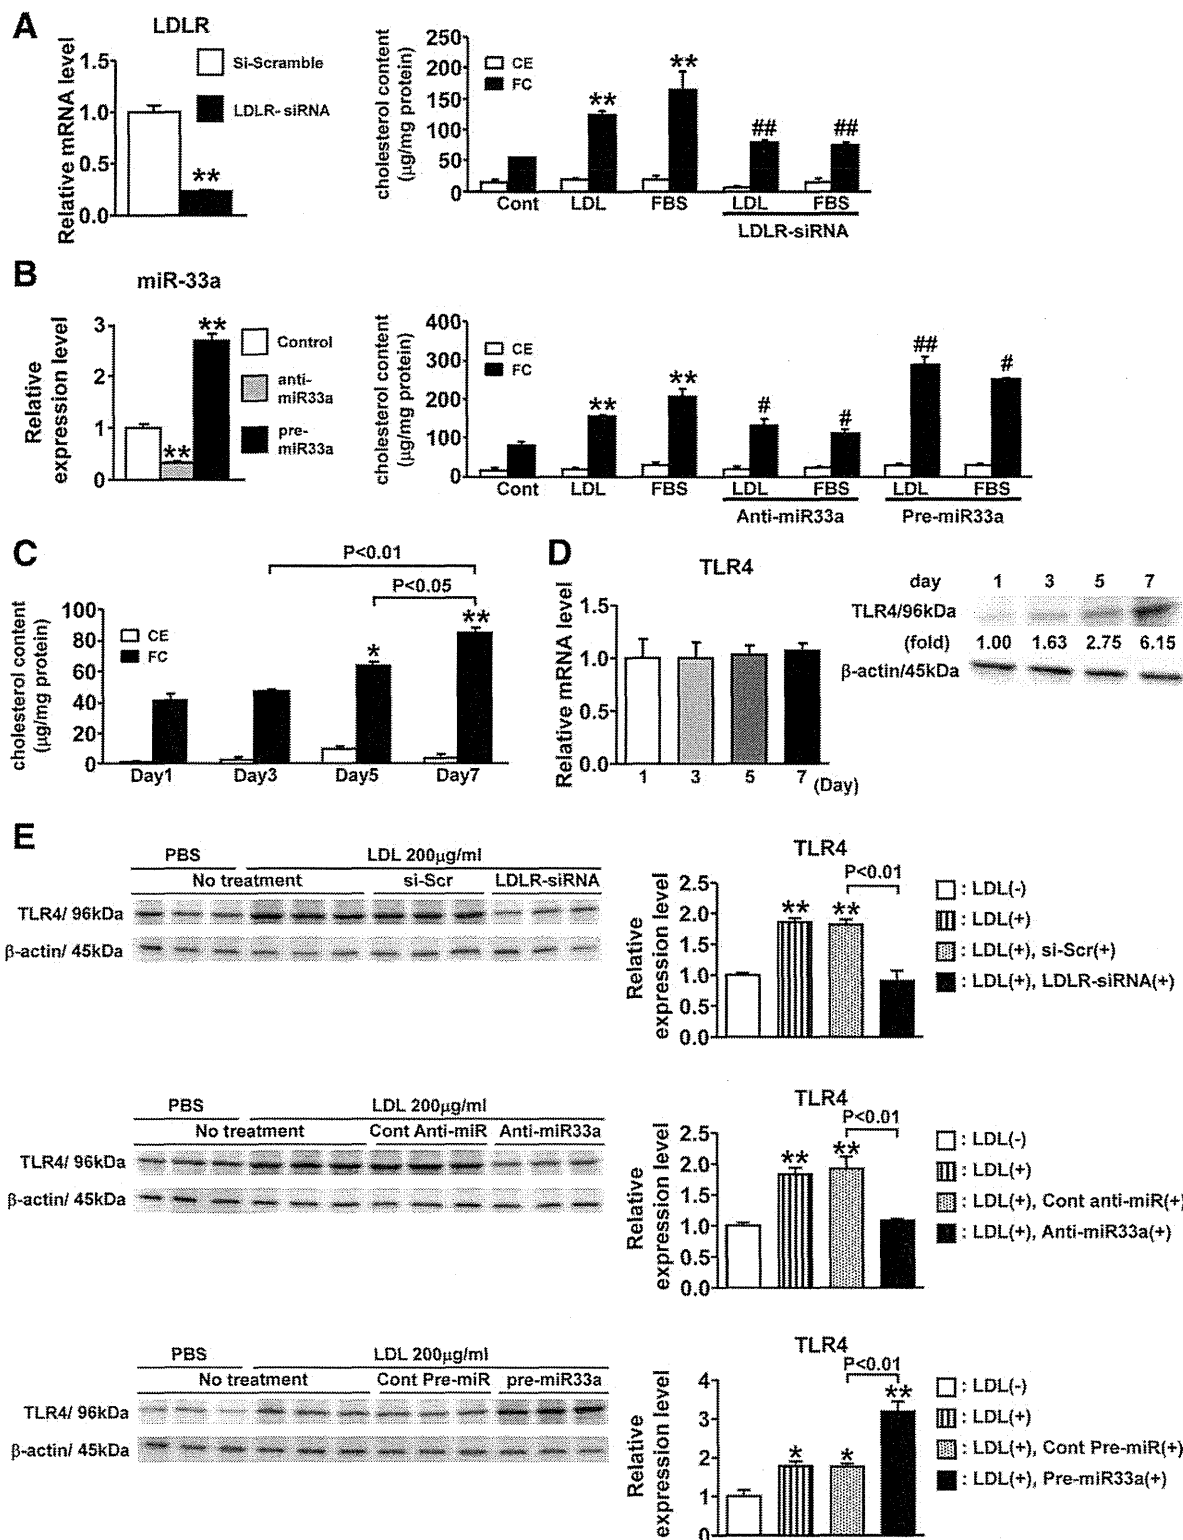 A
LDLR
Relative mRNA level
1.5
1.0
0.5
0.0
Si-Scramble
LDLR-siRNA
**
cholesterol content
(µg/mg protein)
250
200
150
100
50
0
CE
FC
**
**
##
##
Cont
LDL
FBS
LDL
FBS
LDLR-siRNA
B
miR-33a
Relative
expression level
3
2
1
0
**
**
Control
anti-
miR33a
pre-
miR33a
cholesterol content
(µg/mg protein)
400
300
200
100
0
CE
FC
**
**
#
#
##
#
Cont
LDL
FBS
LDL
FBS
LDL
FBS
Anti-miR33a
Pre-miR33a
C
P<0.01
P<0.05
cholesterol content
(µg/mg protein)
100
80
60
40
20
0
CE
FC
*
**
Day1
Day3
Day5
Day7
D
TLR4
Relative mRNA level
1.5
1.0
0.5
0.0
1 3 5 7 (Day)
day 1 3 5 7
TLR4/96kDa
(fold) 1.00 1.63 2.75 6.15
β-actin/45kDa
E
PBS LDL 200µg/ml
No treatment si-Scr LDLR-siRNA
TLR4/ 96kDa
β-actin/ 45kDa
TLR4
P<0.01
Relative
expression level
2.5
2.0
1.5
1.0
0.5
0.0
** **
: LDL(-)
: LDL(+)
: LDL(+), si-Scr(+)
: LDL(+), LDLR-siRNA(+)
PBS LDL 200µg/ml
No treatment Cont Anti-miR Anti-miR33a
TLR4/ 96kDa
β-actin/ 45kDa
TLR4
P<0.01
Relative
expression level
2.5
2.0
1.5
1.0
0.5
0.0
** **
: LDL(-)
: LDL(+)
: LDL(+), Cont anti-miR(+)
: LDL(+), Anti-miR33a(+)
PBS LDL 200µg/ml
No treatment Cont Pre-miR pre-miR33a
TLR4/ 96kDa
β-actin/ 45kDa
TLR4
P<0.01
Relative
expression level
4
3
2
1
0
* * **
: LDL(-)
: LDL(+)
: LDL(+), Cont Pre-miR(+)
: LDL(+), Pre-miR33a(+)